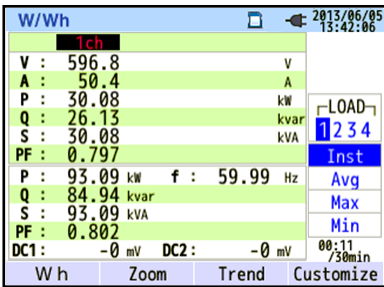 W/Wh 2013/06/05
13:42:06
1ch
V : 596.8 V
A : 50.4 A
P : 30.08 kW
Q : 26.13 kvar
S : 30.08 kVA
PF : 0.797
P : 93.09 kW f : 59.99 Hz
Q : 84.94 kvar
S : 93.09 kVA
PF : 0.802
DC1: -0 mV DC2: -0 mV
LOAD
1 2 3 4
Inst
Avg
Max
Min
00:11
/30min
Wh Zoom Trend Customize